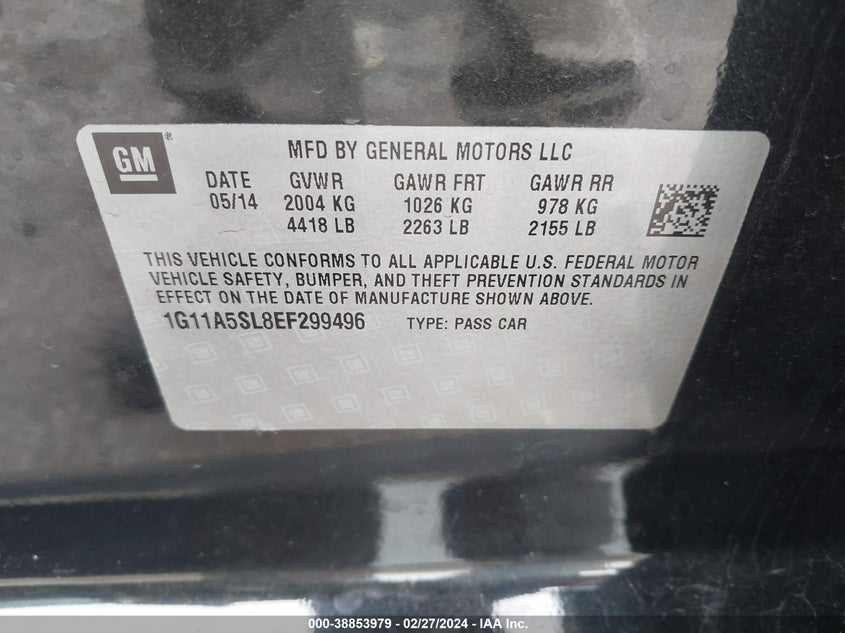 GM®
MFD BY GENERAL MOTORS LLC
DATE GVWR GAWR FRT GAWR RR
05/14 2004 KG 1026 KG 978 KG
4418 LB 2263 LB 2155 LB
THIS VEHICLE CONFORMS TO ALL APPLICABLE U.S. FEDERAL MOTOR
VEHICLE SAFETY, BUMPER, AND THEFT PREVENTION STANDARDS IN
EFFECT ON THE DATE OF MANUFACTURE SHOWN ABOVE.
1G11A5SL8EF299496 TYPE: PASS CAR
000-38853979 - 02/27/2024 - IAA Inc.